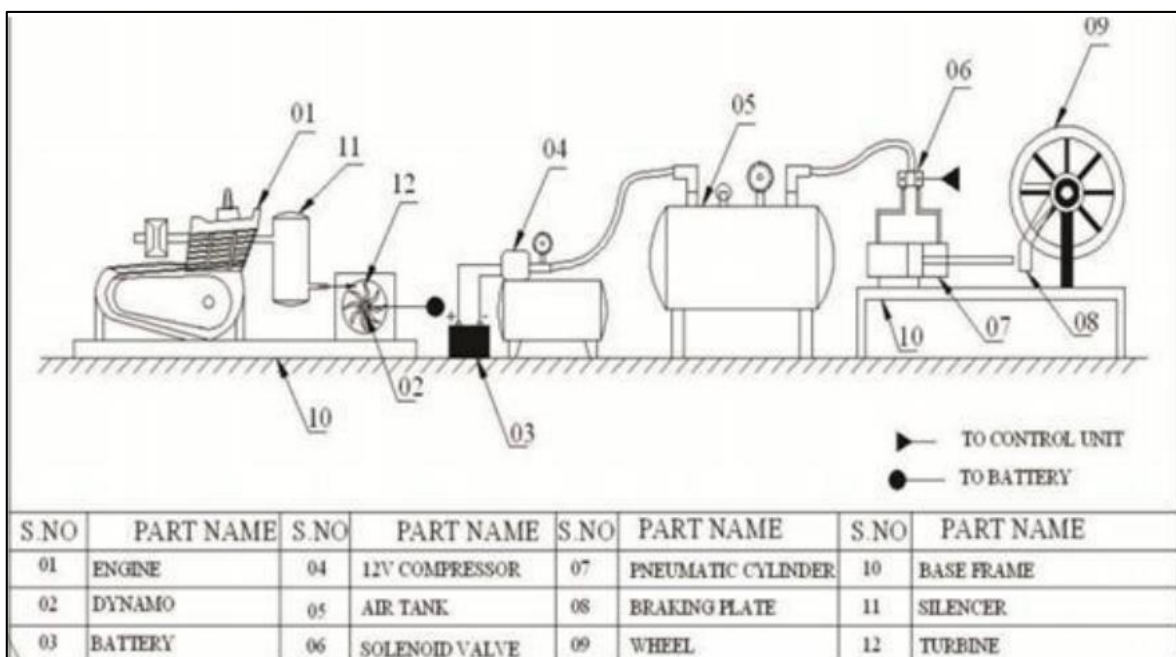 09
06
01
05
11
04
12
+ -
10
07
08
02
10
03
TO CONTROL UNIT
TO BATTERY
S.NO PART NAME S.NO PART NAME S.NO PART NAME S.NO PART NAME
01 ENGINE 04 12V COMPRESSOR 07 PNEUMATIC CYLINDER 10 BASE FRAME
02 DYNAMO 05 AIR TANK 08 BRAKING PLATE 11 SILENCER
03 BATTERY 06 SOLENOID VALVE 09 WHEEL 12 TURBINE